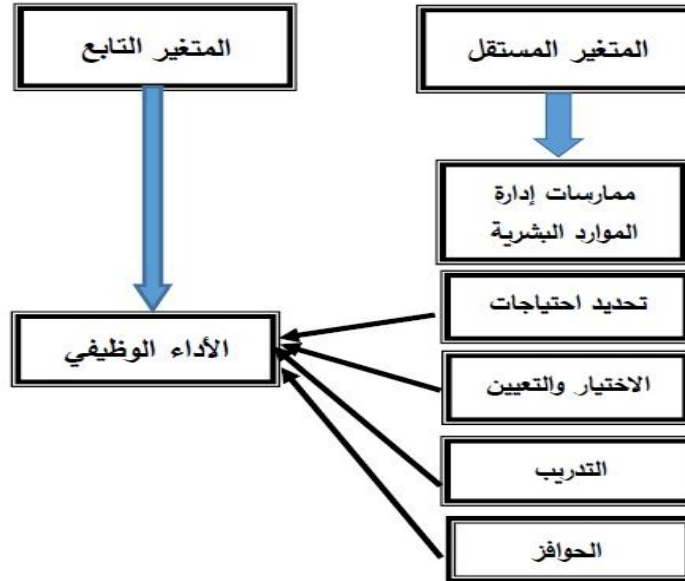 المتغير المستقل
المتغير التابع
ممارسات إدارة
الموارد البشرية
تحديد احتياجات
الاختيار والتعيين
التدريب
الحوافز
الأداء الوظيفي